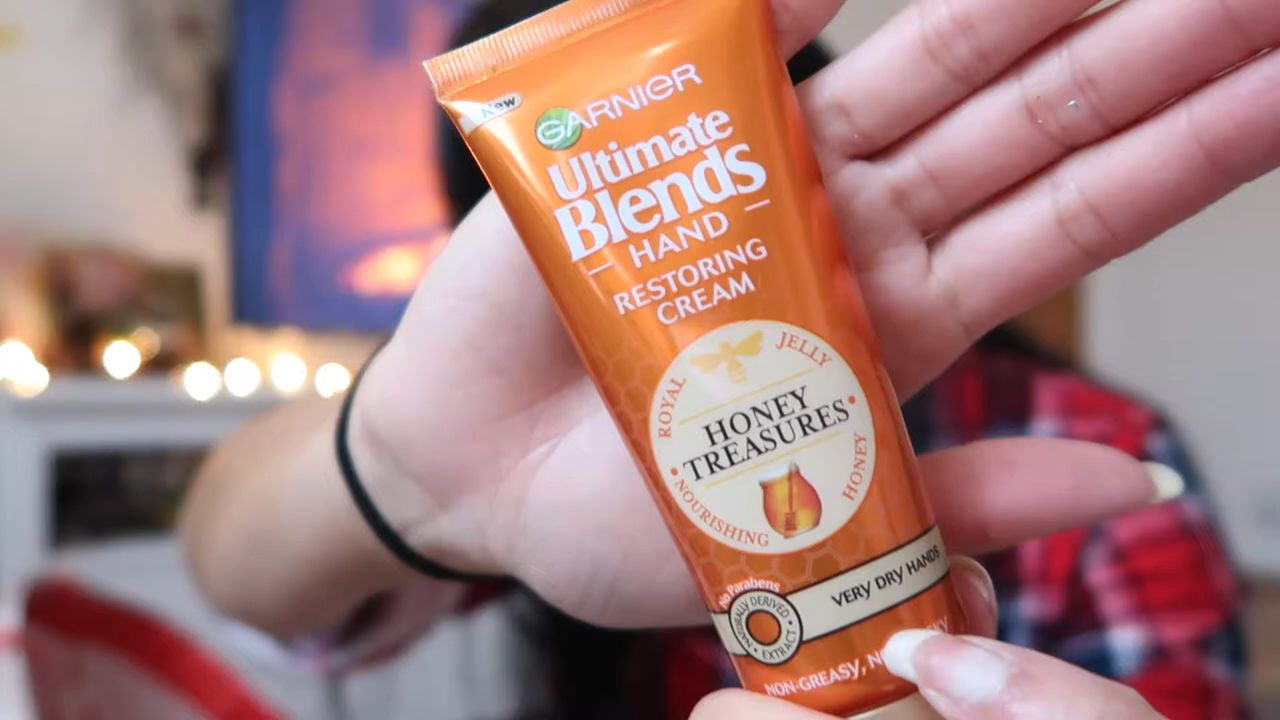 New
GARNIER
Ultimate
Blends
HAND
RESTORING
CREAM
ROYAL JELLY
HONEY
TREASURES
NOURISHING HONEY
No Parabens
NATURALLY DERIVED • EXTRACT •
VERY DRY HANDS
NON-GREASY,